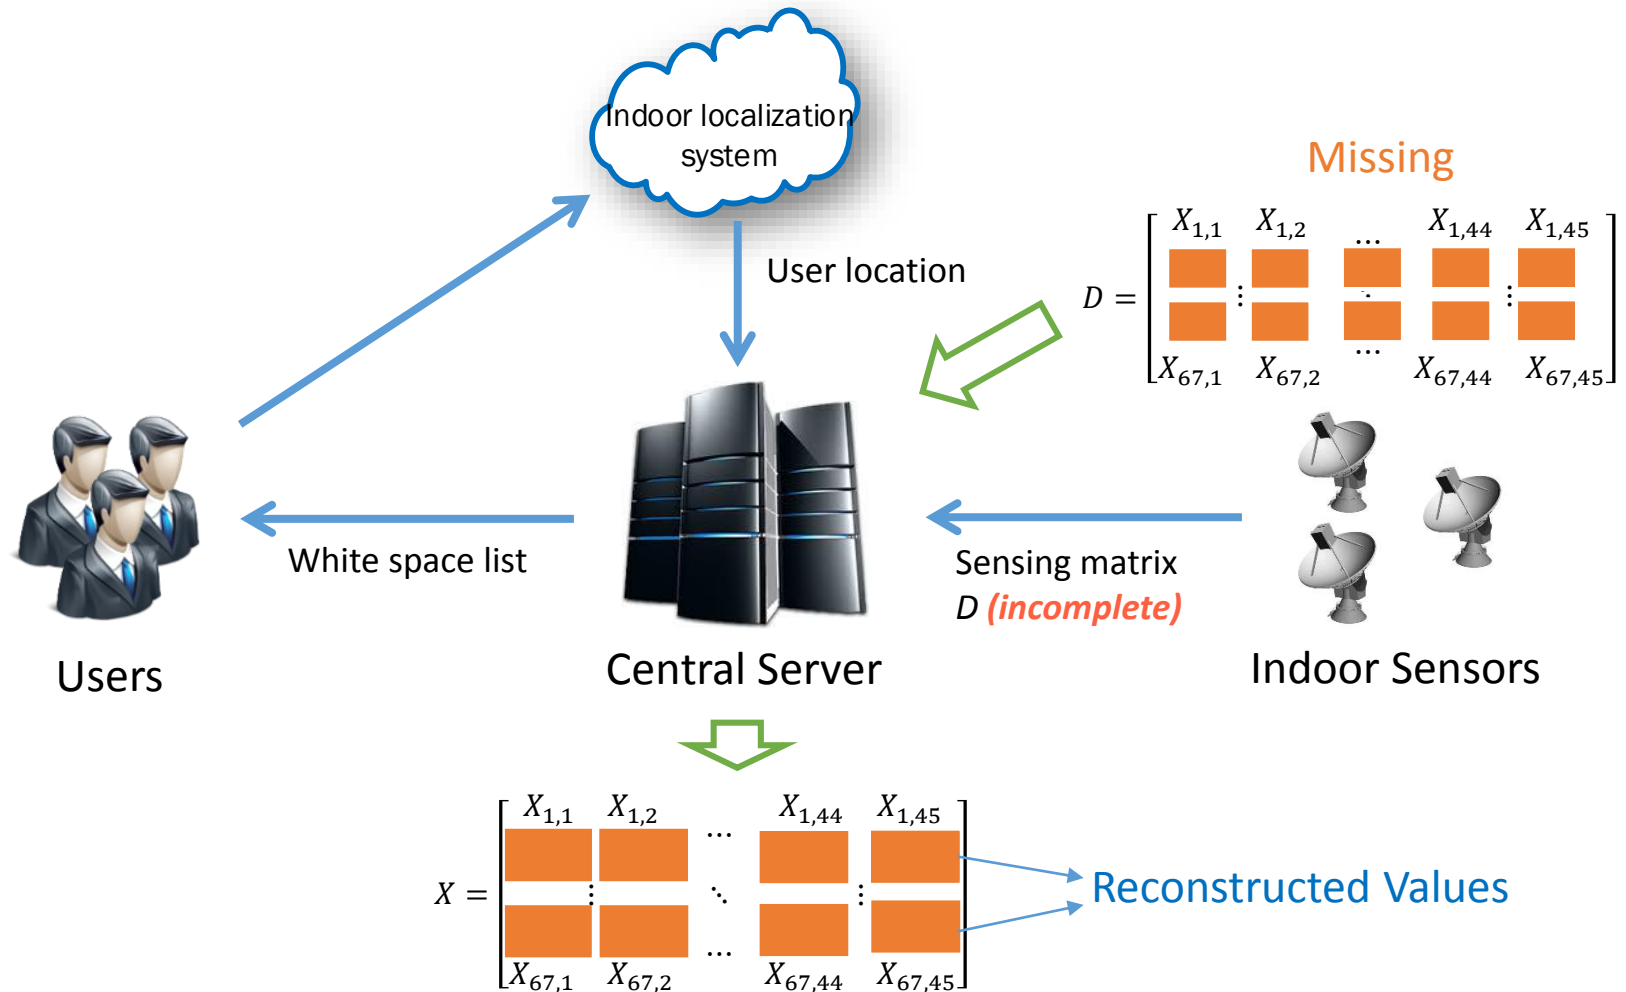 Indoor localization
system
Missing
User location
D =
X1,1 X1,2 ... X1,44 X1,45
⋮ ⋱ ⋮
...
X67,1 X67,2 X67,44 X67,45
White space list
Sensing matrix
D (incomplete)
Users
Central Server
Indoor Sensors
X1,1 X1,2 ... X1,44 X1,45
X = ⋮ ⋱ ⋮
X67,1 X67,2 ... X67,44 X67,45
Reconstructed Values